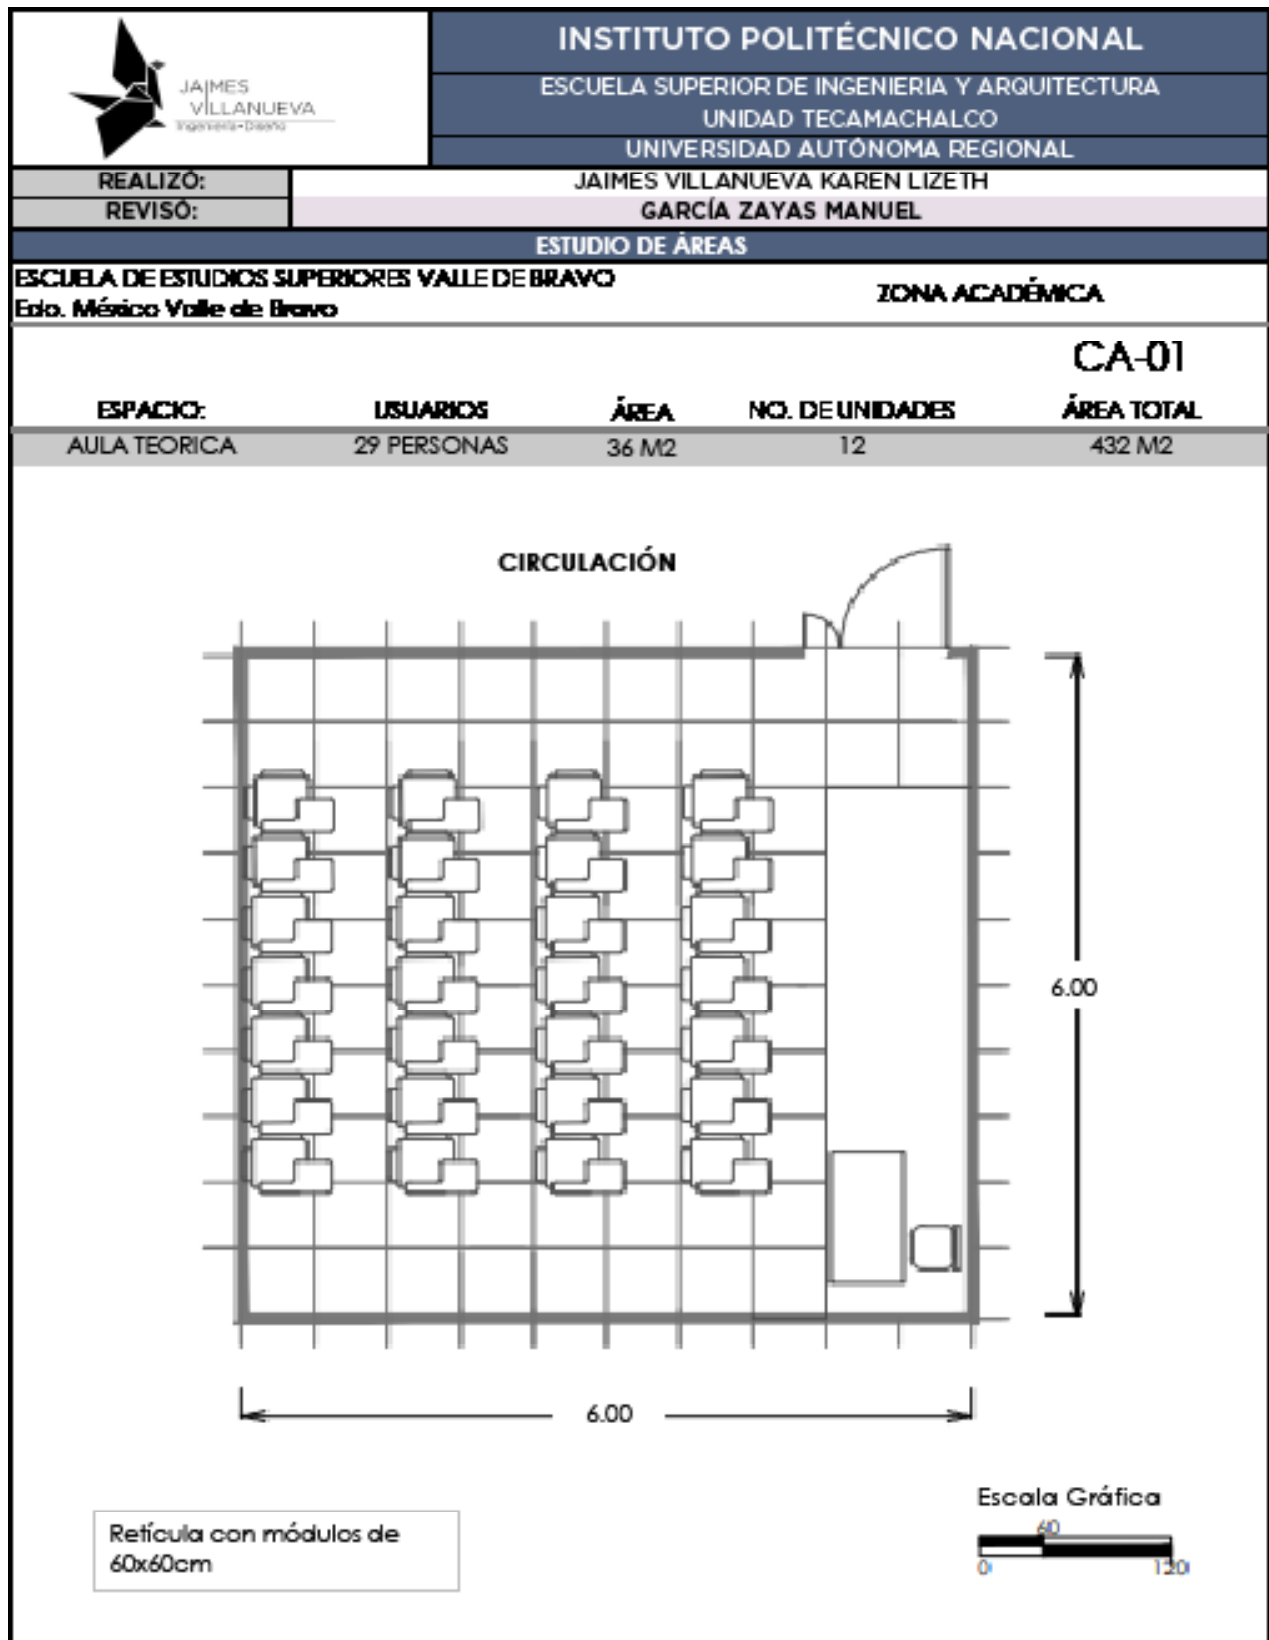 JAIMES
VILLANUEVA
Ingeniería+Diseño
INSTITUTO POLITÉCNICO NACIONAL
ESCUELA SUPERIOR DE INGENIERIA Y ARQUITECTURA
UNIDAD TECAMACHALCO
UNIVERSIDAD AUTÓNOMA REGIONAL
REALIZÓ: JAIMES VILLANUEVA KAREN LIZETH
REVISÓ: GARCÍA ZAYAS MANUEL
ESTUDIO DE ÁREAS
ESCUELA DE ESTUDIOS SUPERIORES VALLE DE BRAVO
Edo. México Valle de Bravo
ZONA ACADÉMICA
CA-01
ESPACIO: USUARIOS ÁREA NO. DE UNIDADES ÁREA TOTAL
AULA TEORICA 29 PERSONAS 36 M2 12 432 M2
CIRCULACIÓN
6.00
6.00
Escala Gráfica
60
0 120
Retícula con módulos de
60x60cm